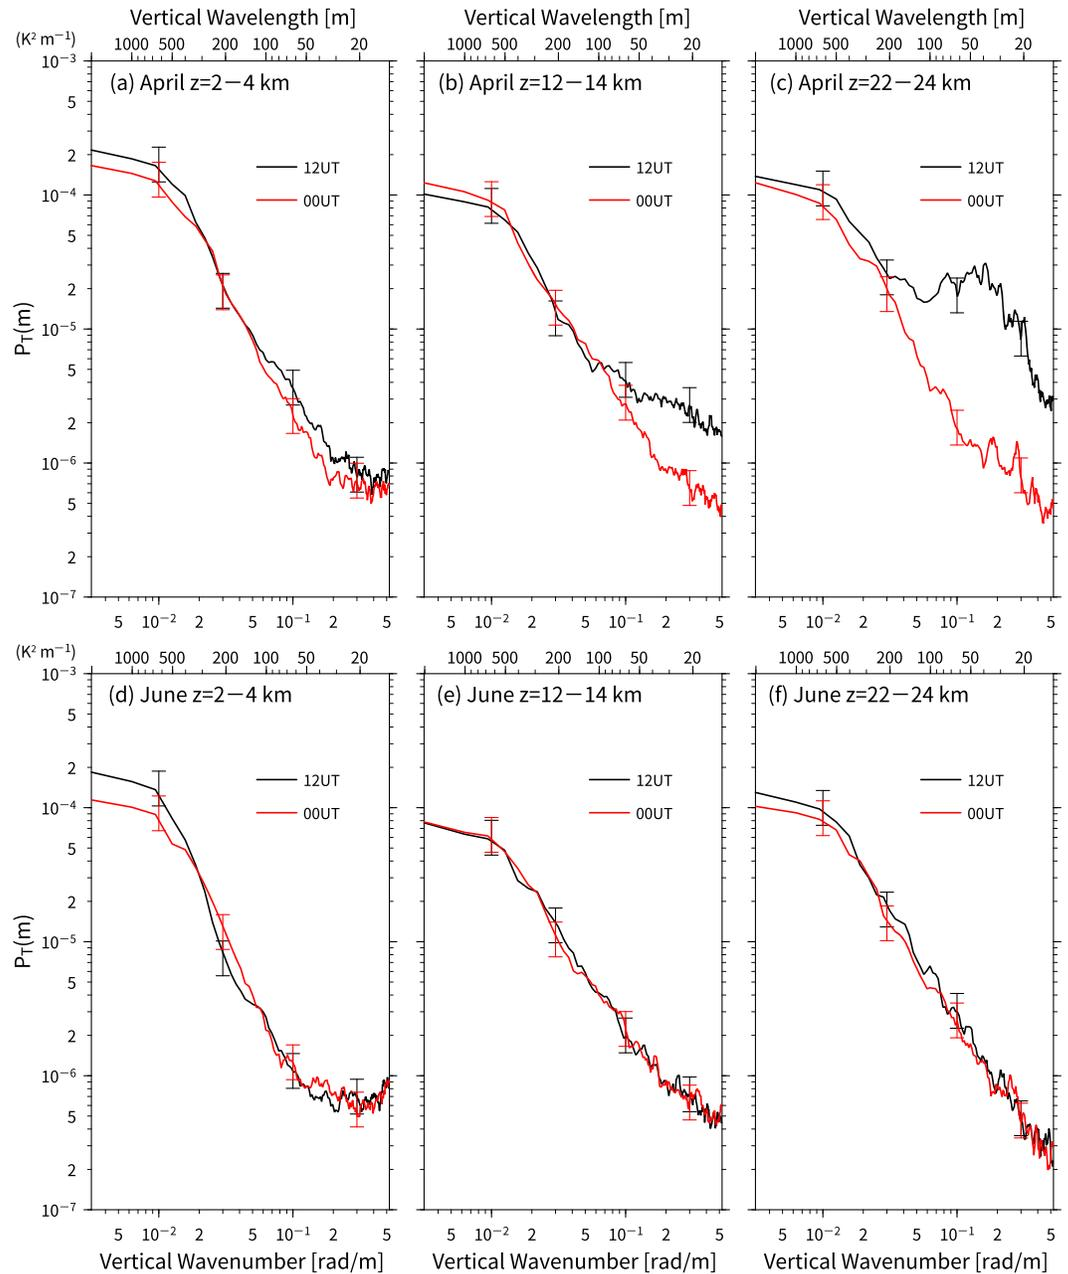 Vertical Wavelength [m] Vertical Wavelength [m] Vertical Wavelength [m]
(K² m⁻¹) 1000 500 200 100 50 20 1000 500 200 100 50 20 1000 500 200 100 50 20
10⁻³
(a) April z=2−4 km (b) April z=12−14 km (c) April z=22−24 km
5
2
12UT 12UT 12UT
10⁻⁴
00UT 00UT 00UT
5
2
P_T(m)
10⁻⁵
5
2
10⁻⁶
5
2
10⁻⁷
5 10⁻² 2 10⁻¹ 2 5 5 10⁻² 2 10⁻¹ 2 5 5 10⁻² 2 10⁻¹ 2 5
(K² m⁻¹) 1000 500 200 100 50 20 1000 500 200 100 50 20 1000 500 200 100 50 20
10⁻³
(d) June z=2−4 km (e) June z=12−14 km (f) June z=22−24 km
5
2
12UT 12UT 12UT
10⁻⁴
00UT 00UT 00UT
5
2
P_T(m)
10⁻⁵
5
2
10⁻⁶
5
2
10⁻⁷
5 10⁻² 2 10⁻¹ 2 5 5 10⁻² 2 10⁻¹ 2 5 5 10⁻² 2 10⁻¹ 2 5
Vertical Wavenumber [rad/m] Vertical Wavenumber [rad/m] Vertical Wavenumber [rad/m]